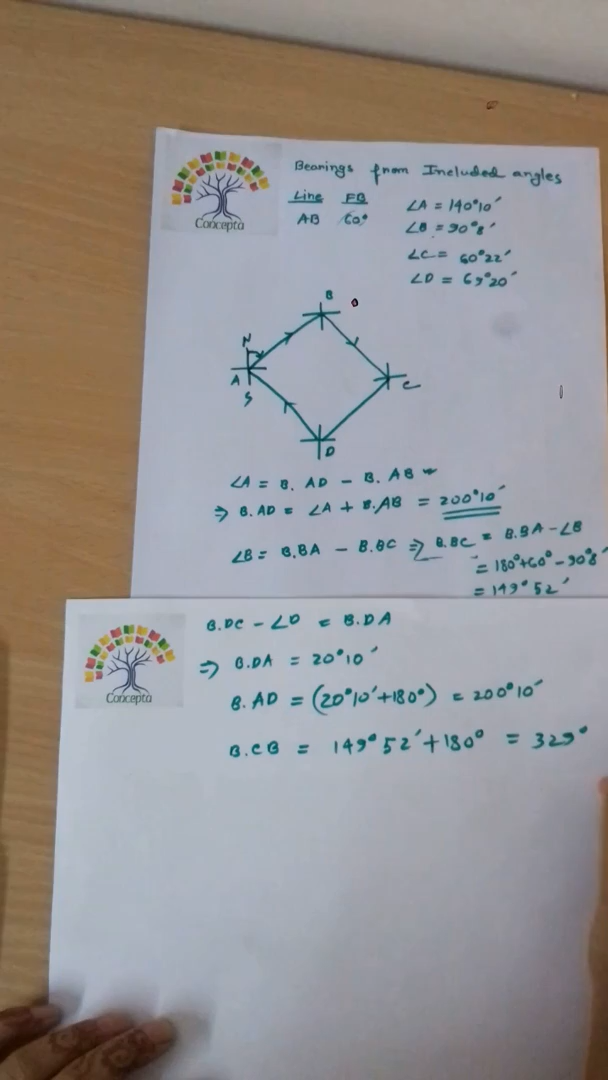 Concepta
Bearings from Included angles
Line FB
AB 60°
∠A = 140°10′
∠B = 90°8′
∠C = 60°22′
∠D = 69°20′
B
N
A
S
C
D
∠A = B. AD - B. AB
⇒ B.AD = ∠A + B.AB = 200°10′
∠B = B.BA - B.BC ⇒ B.BC = B.BA - ∠B
= 180°+60° - 90°8′
= 149°52′
Concepta
B.DC - ∠D = B.DA
⇒ B.DA = 20°10′
B.AD = (20°10′+180°) = 200°10′
B.CB = 149°52′+180° = 329°